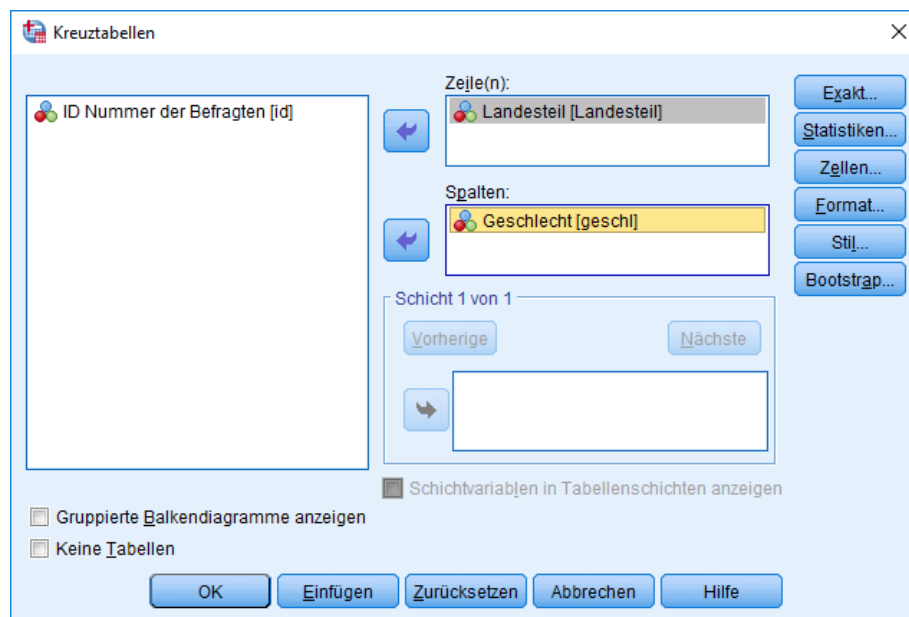 Kreuztabellen
ID Nummer der Befragten [id]
Zeile(n):
Landesteil [Landesteil]
Spalten:
Geschlecht [geschl]
Schicht 1 von 1
Vorherige
Nächste
Schichtvariablen in Tabellenschichten anzeigen
Exakt...
Statistiken...
Zellen...
Format...
Stil...
Bootstrap...
Gruppierte Balkendiagramme anzeigen
Keine Tabellen
OK
Einfügen
Zurücksetzen
Abbrechen
Hilfe